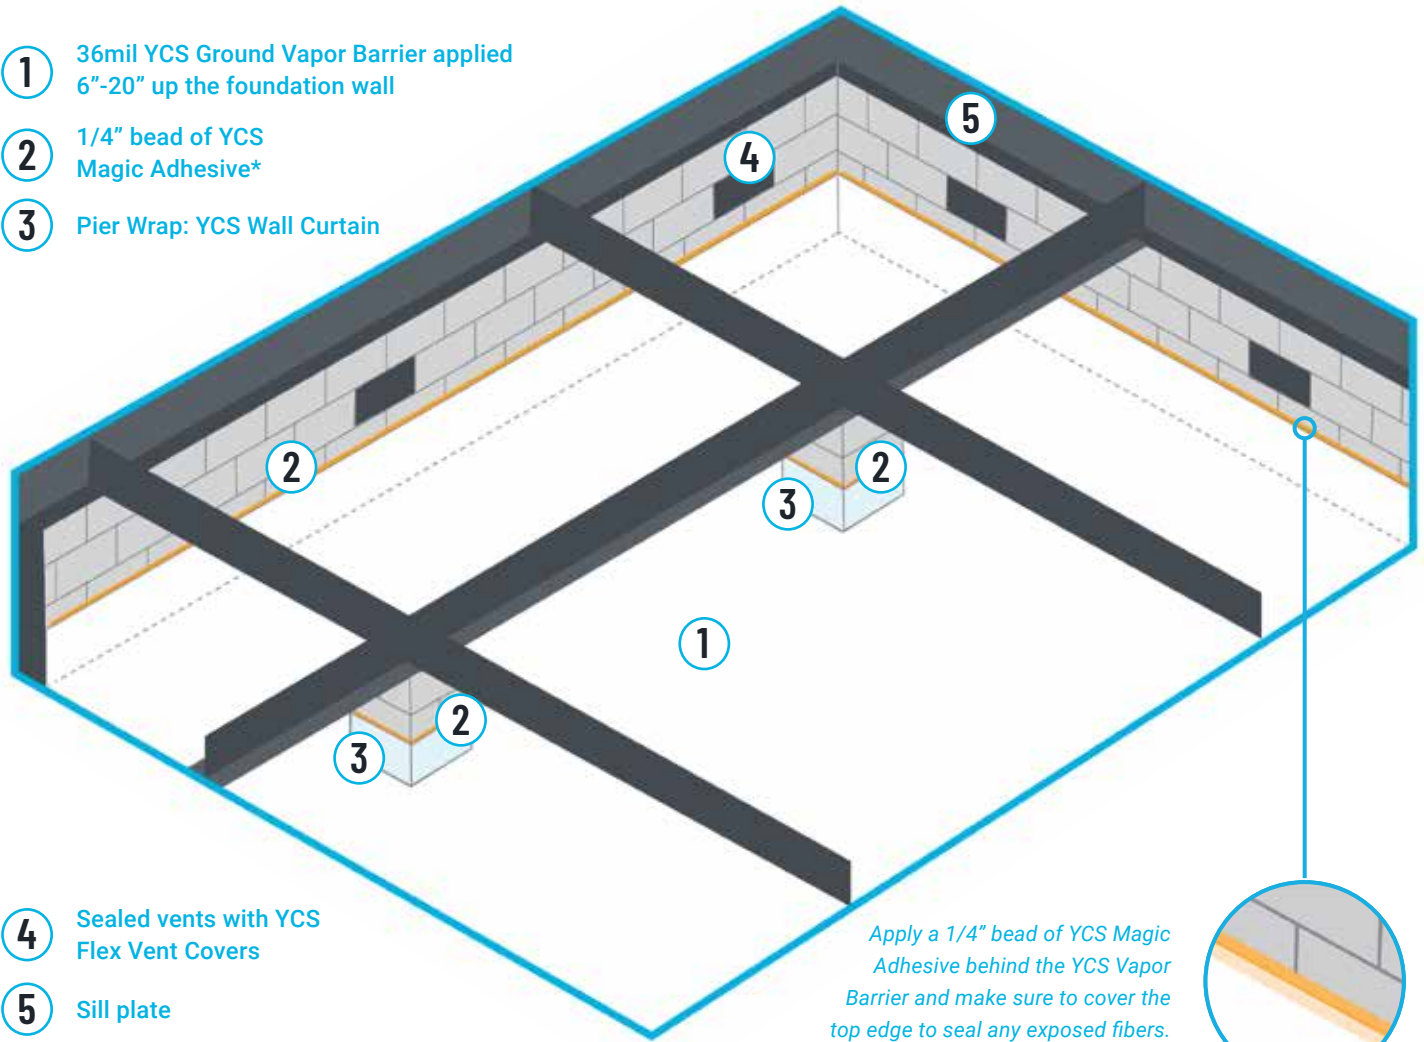 1
36mil YCS Ground Vapor Barrier applied
6”-20” up the foundation wall
2
1/4” bead of YCS
Magic Adhesive*
3
Pier Wrap: YCS Wall Curtain
5
4
2
2
3
1
2
3
4
Sealed vents with YCS
Flex Vent Covers
5
Sill plate
Apply a 1/4” bead of YCS Magic
Adhesive behind the YCS Vapor
Barrier and make sure to cover the
top edge to seal any exposed fibers.